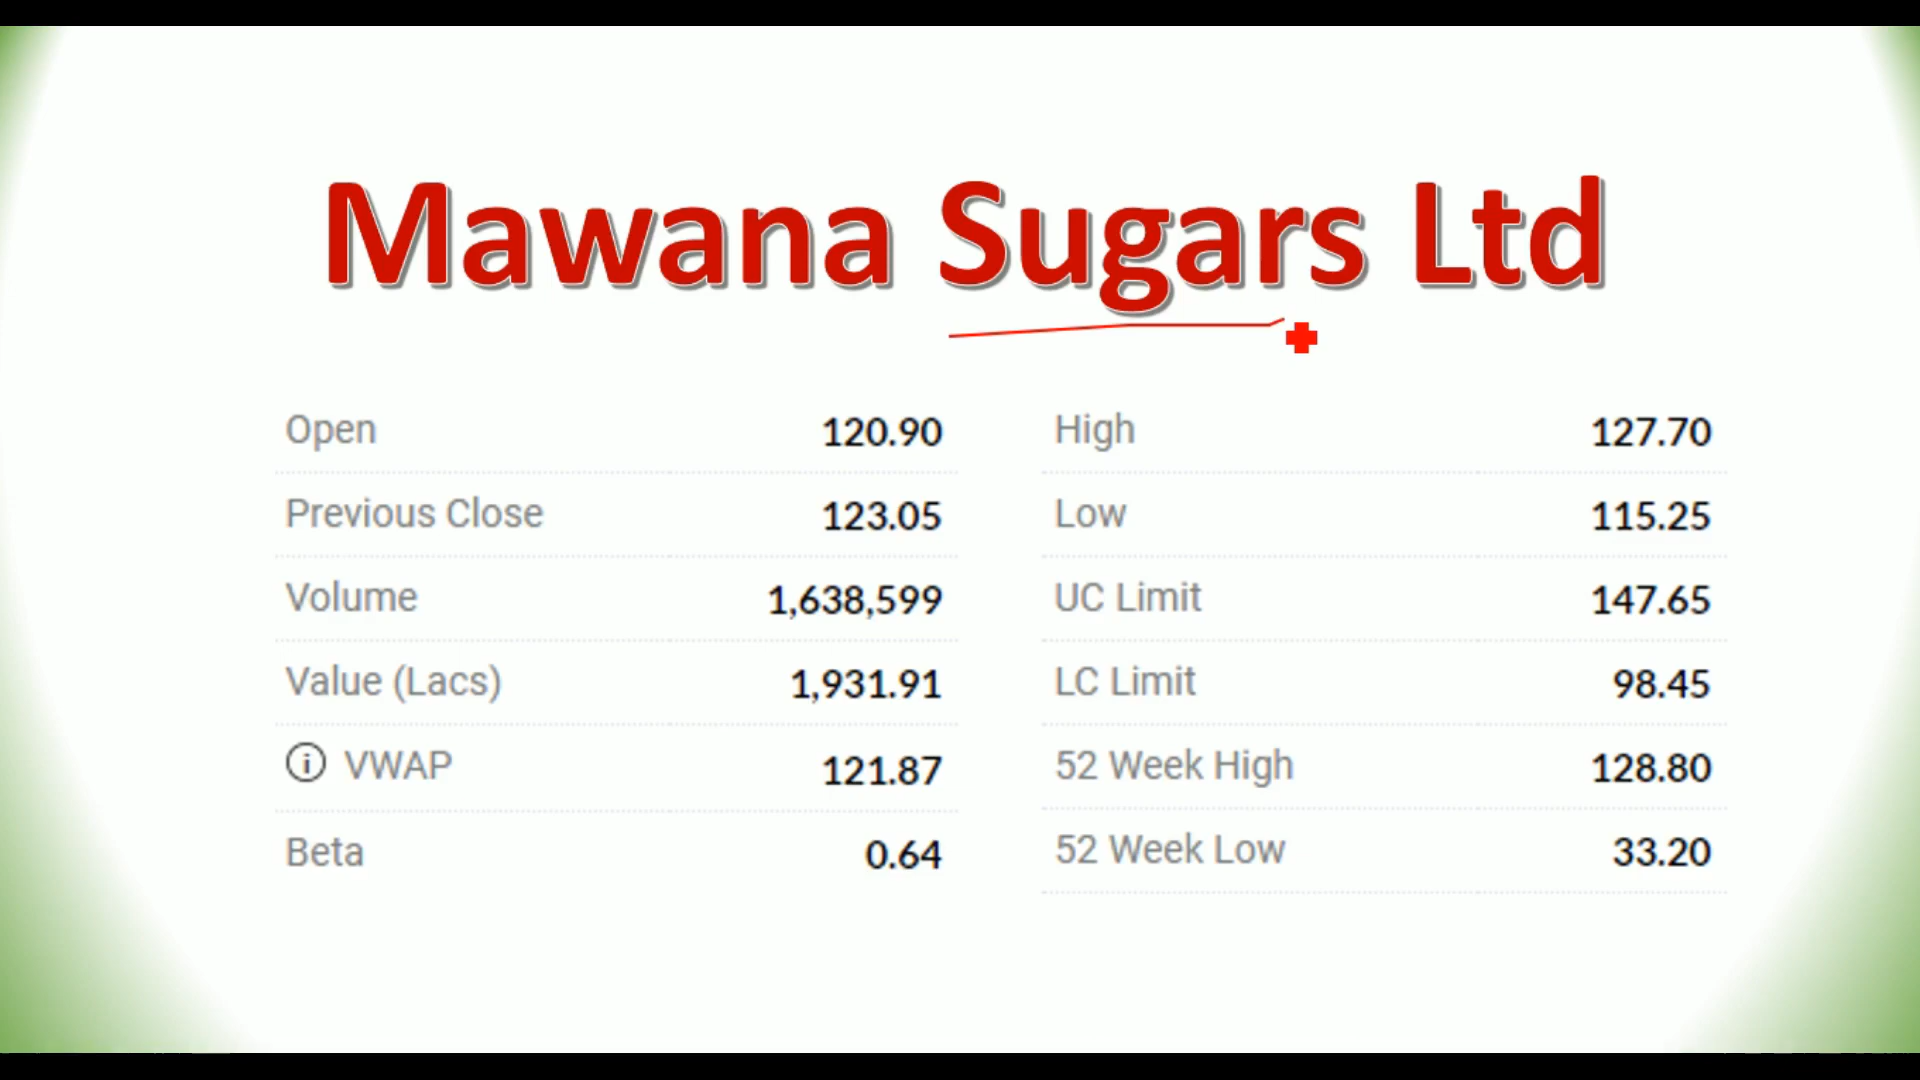 Mawana Sugars Ltd
Open 120.90
Previous Close 123.05
Volume 1,638,599
Value (Lacs) 1,931.91
VWAP 121.87
Beta 0.64
High 127.70
Low 115.25
UC Limit 147.65
LC Limit 98.45
52 Week High 128.80
52 Week Low 33.20